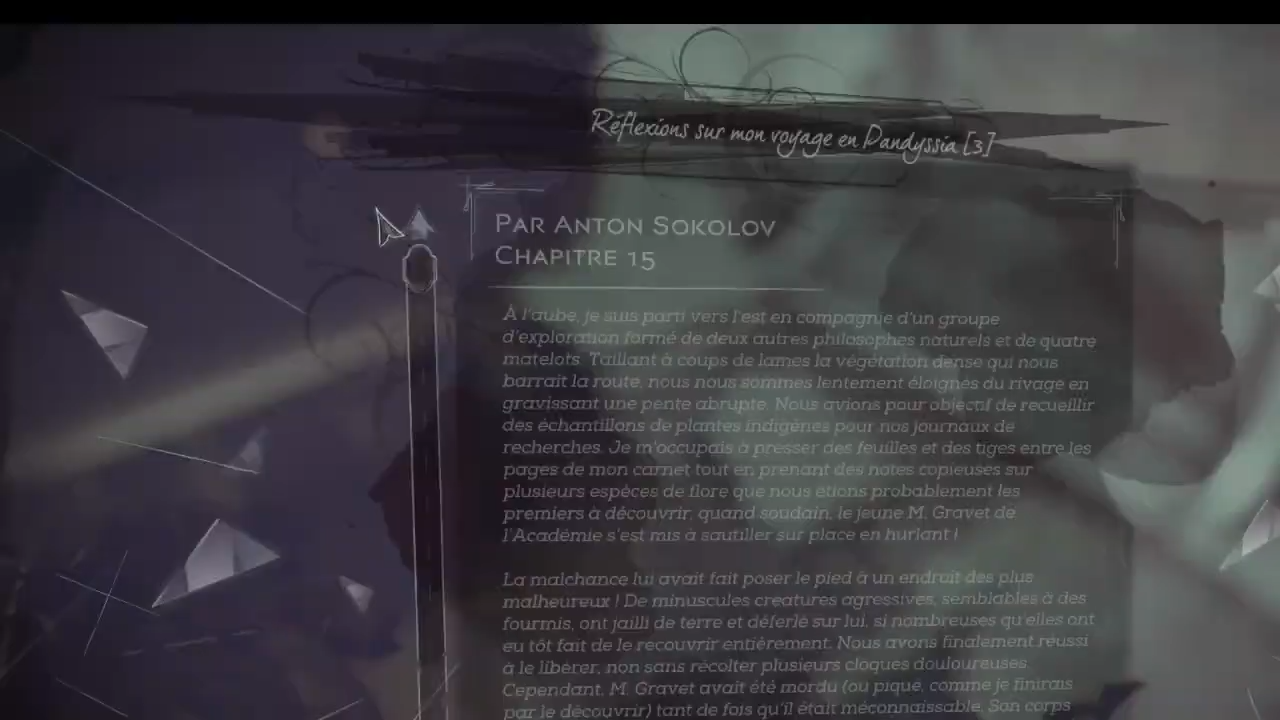 Réflexions sur mon voyage en Pandyssia [3]
Par Anton Sokolov
Chapitre 15
À l'aube, je suis parti vers l'est en compagnie d'un groupe
d'exploration formé de deux autres philosophes naturels et de quatre
matelots. Taillant à coups de lames la végétation dense qui nous
barrait la route, nous nous sommes lentement éloignés du rivage en
gravissant une pente abrupte. Nous avions pour objectif de recueillir
des échantillons de plantes indigènes pour nos journaux de
recherches. Je m'occupais à presser des feuilles et des tiges entre les
pages de mon carnet tout en prenant des notes copieuses sur
plusieurs espèces de flore que nous étions probablement les
premiers à découvrir, quand soudain, le jeune M. Gravet de
l'Académie s'est mis à sautiller sur place en hurlant !
La malchance lui avait fait poser le pied à un endroit des plus
malheureux ! De minuscules créatures agressives, semblables à des
fourmis, ont jailli de terre et déferlé sur lui, si nombreuses qu'elles ont
eu tôt fait de le recouvrir entièrement. Nous avons finalement réussi
à le libérer, non sans récolter plusieurs cloques douloureuses.
Cependant, M. Gravet avait été mordu (ou piqué, comme je finirais
par le découvrir) tant de fois qu'il était méconnaissable. Son corps